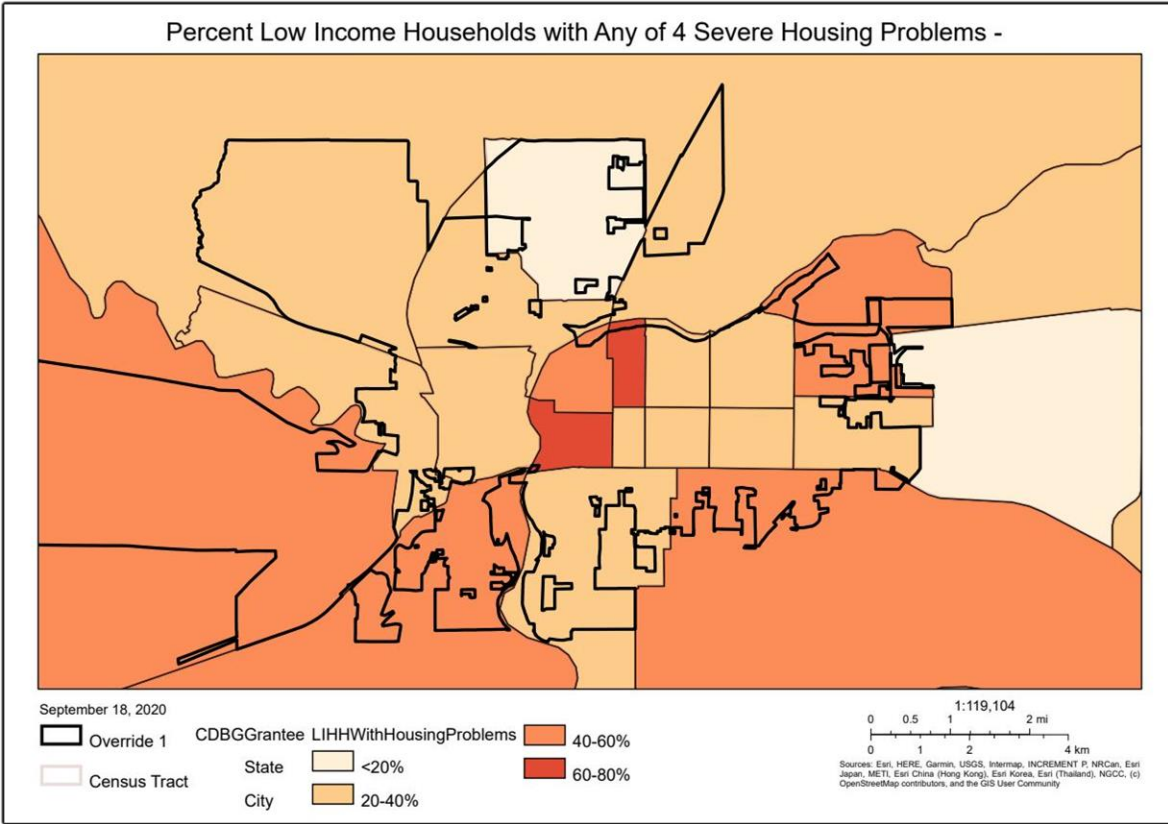 Percent Low Income Households with Any of 4 Severe Housing Problems -
September 18, 2020
Override 1
Census Tract
CDBGGrantee
State
City
LIHHWithHousingProblems
<20%
20-40%
40-60%
60-80%
1:119,104
0 0.5 1 2 mi
0 1 2 4 km
Sources: Esri, HERE, Garmin, USGS, Intermap, INCREMENT P, NRCan, Esri
Japan, METI, Esri China (Hong Kong), Esri Korea, Esri (Thailand), NGCC, (c)
OpenStreetMap contributors, and the GIS User Community